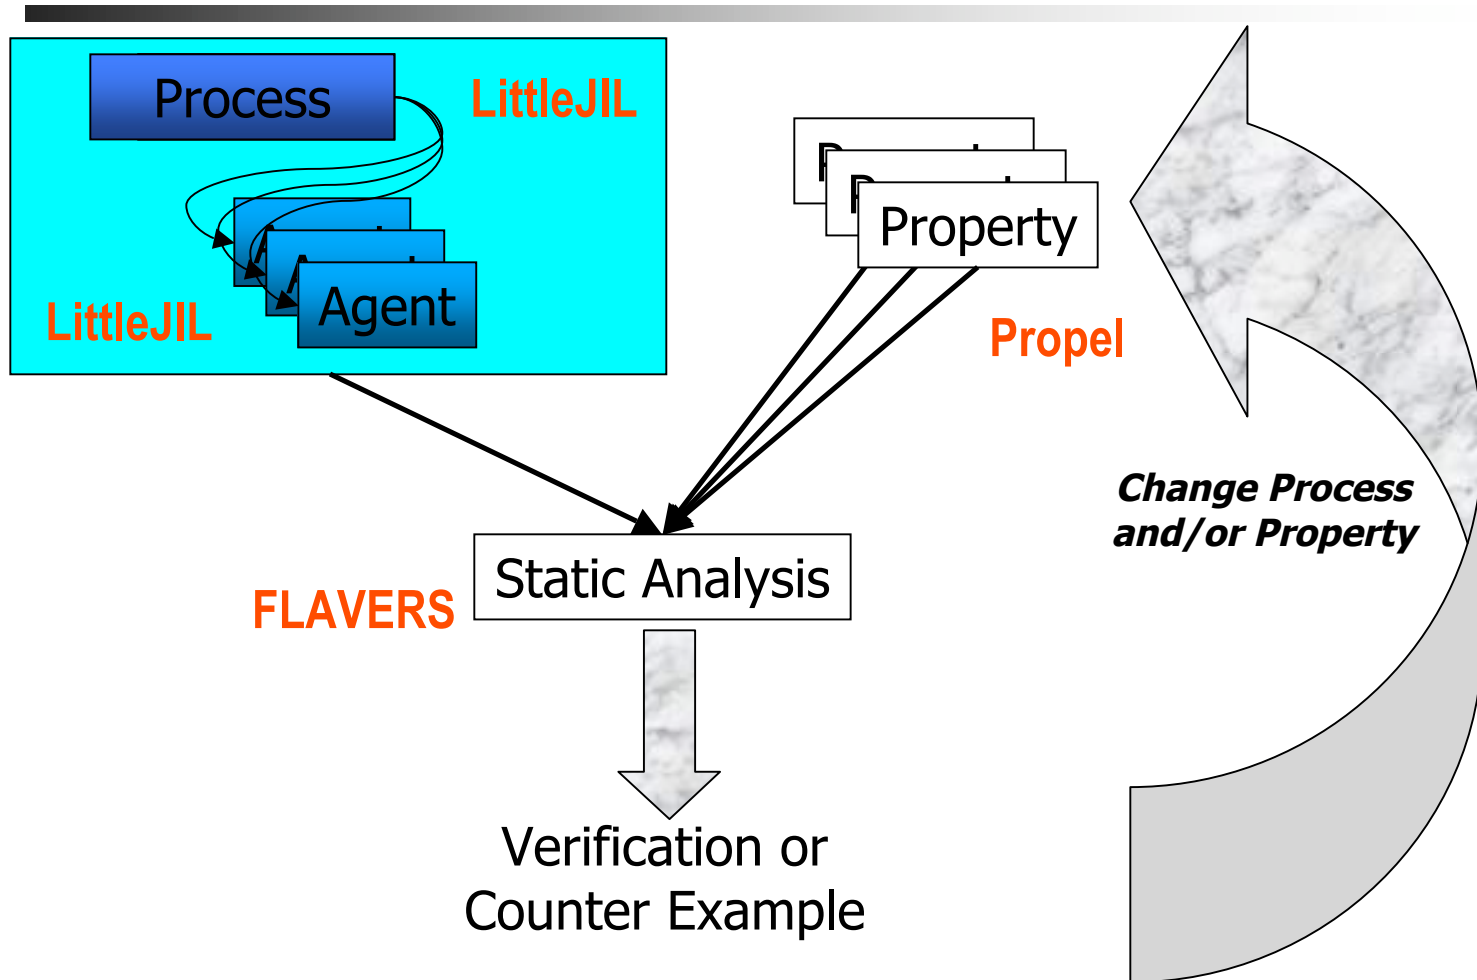 Process
LittleJIL
Agent
LittleJIL
Property
Propel
Change Process
and/or Property
Static Analysis
FLAVERS
Verification or
Counter Example